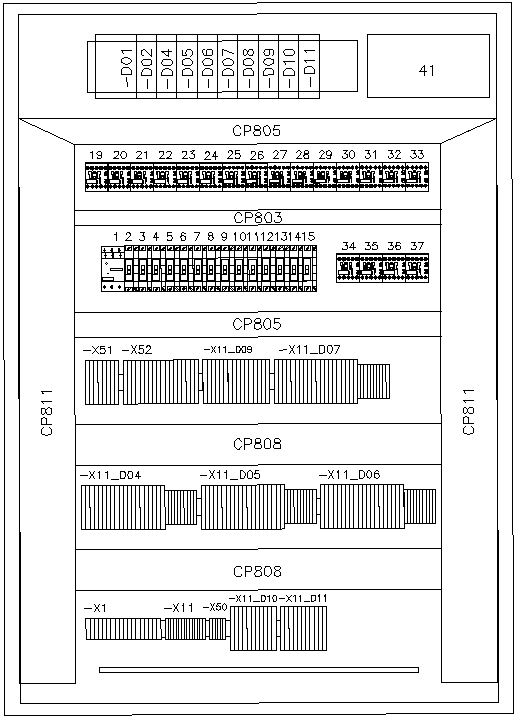 -D01 -D02 -D04 -D05 -D06 -D07 -D08 -D09 -D10 -D11
41
CP805
19 20 21 22 23 24 25 26 27 28 29 30 31 32 33
CP803
1 2 3 4 5 6 7 8 9 10 11 12 13 14 15
34 35 36 37
CP805
-X51 -X52 -X11_D09 -X11_D07
CP811
CP811
CP808
-X11_D04 -X11_D05 -X11_D06
CP808
-X1 -X11 -X50 -X11_D10 -X11_D11